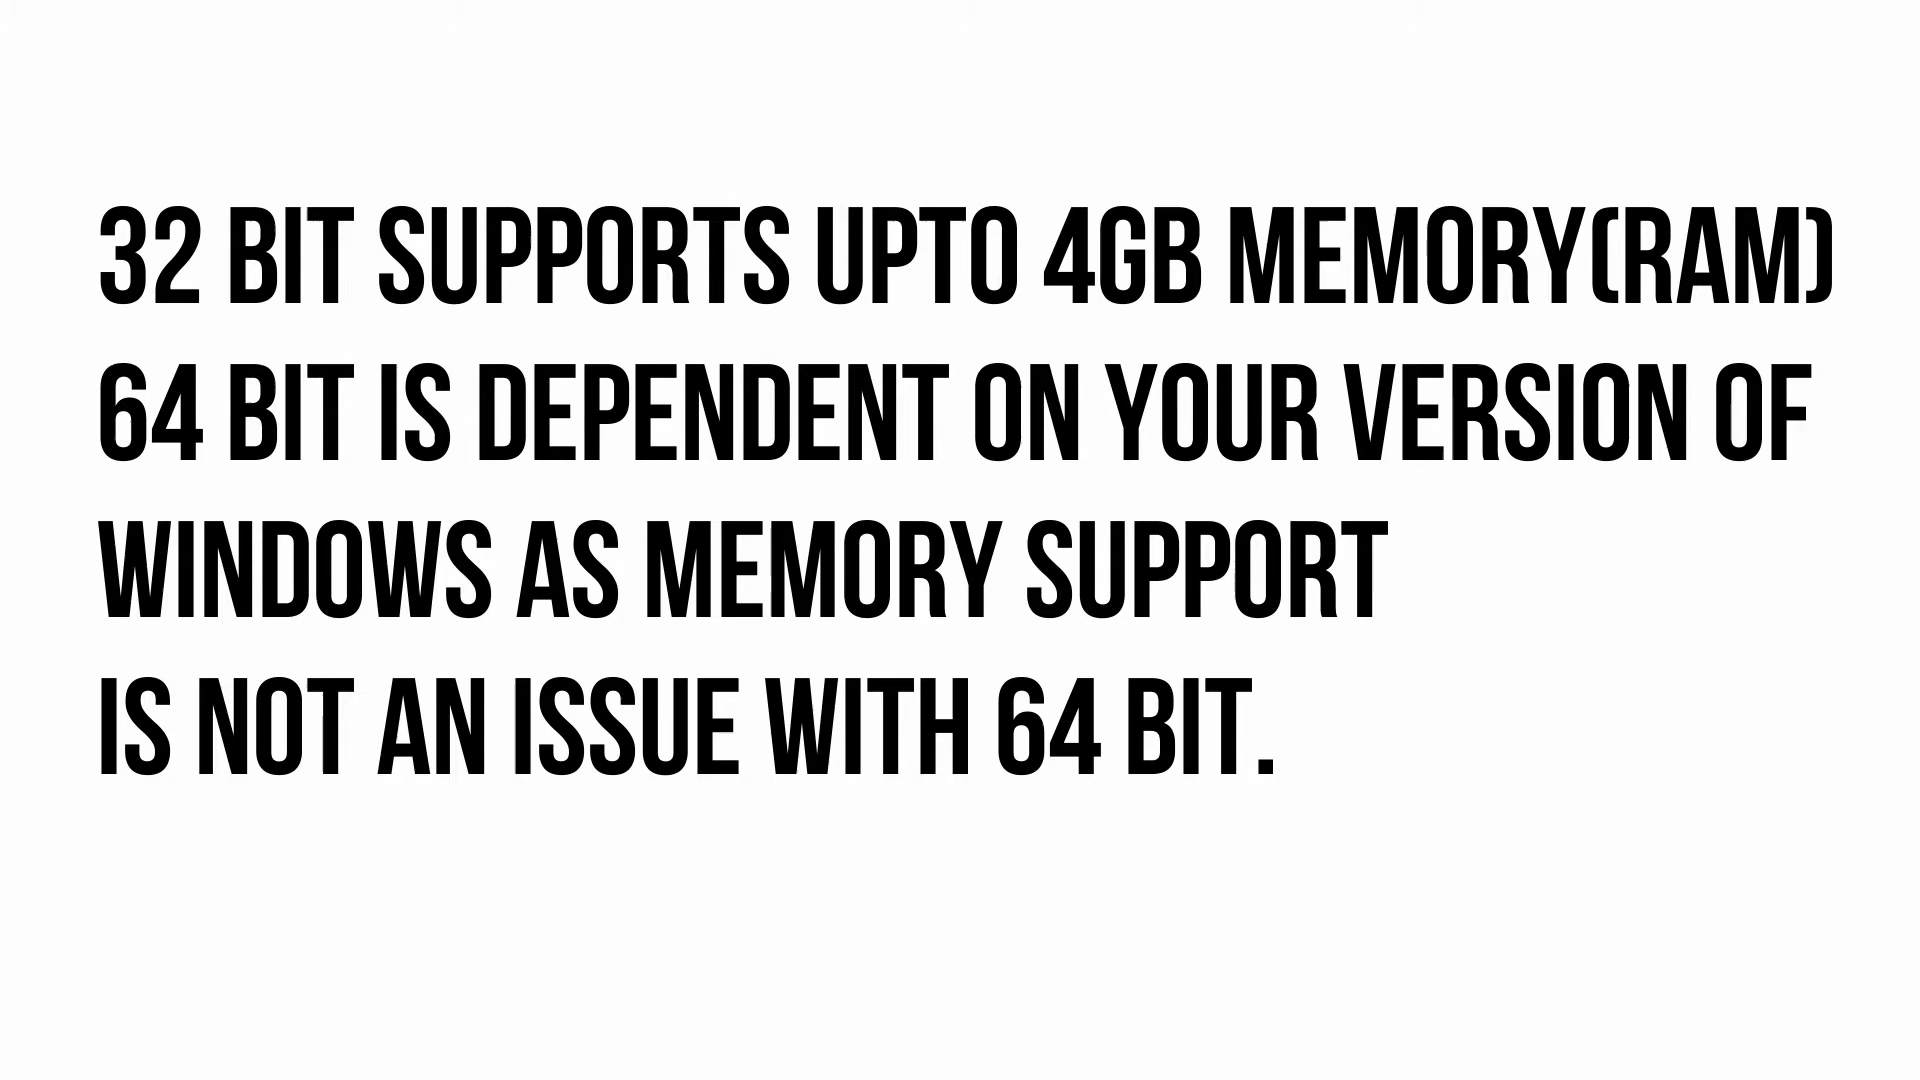 32 BIT SUPPORTS UPTO 4GB MEMORY(RAM)
64 BIT IS DEPENDENT ON YOUR VERSION OF
WINDOWS AS MEMORY SUPPORT
IS NOT AN ISSUE WITH 64 BIT.